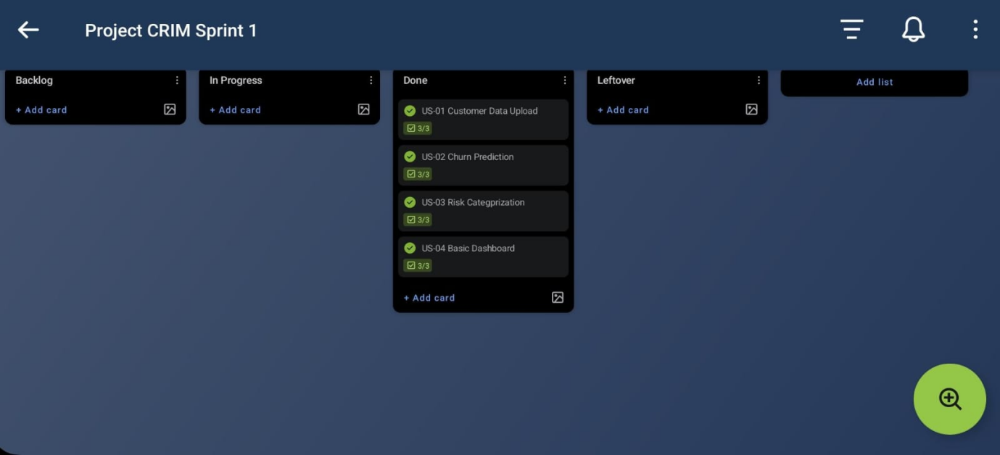 Project CRIM Sprint 1
Backlog
+ Add card
In Progress
+ Add card
Done
US-01 Customer Data Upload
3/3
US-02 Churn Prediction
3/3
US-03 Risk Categprization
3/3
US-04 Basic Dashboard
3/3
+ Add card
Leftover
+ Add card
Add list